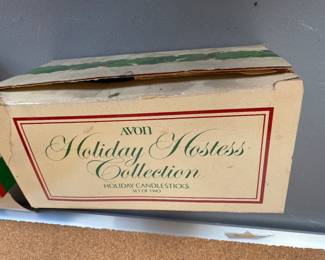 AVON
Holiday Hostess
Collection
HOLIDAY CANDLESTICKS
SET OF TWO